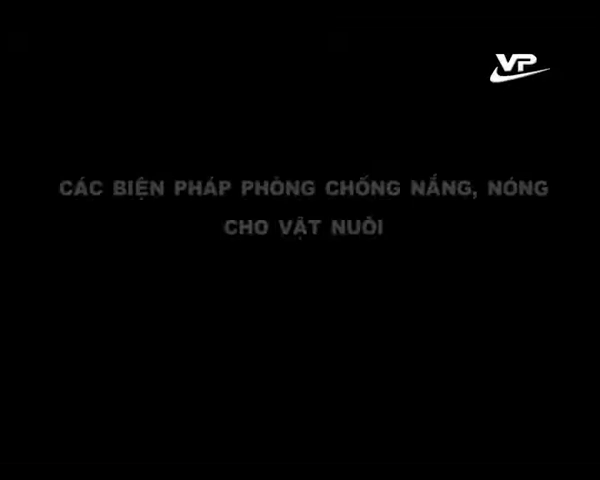 VP
CÁC BIỆN PHÁP PHÒNG CHỐNG NẮNG, NÓNG
CHO VẬT NUÔI